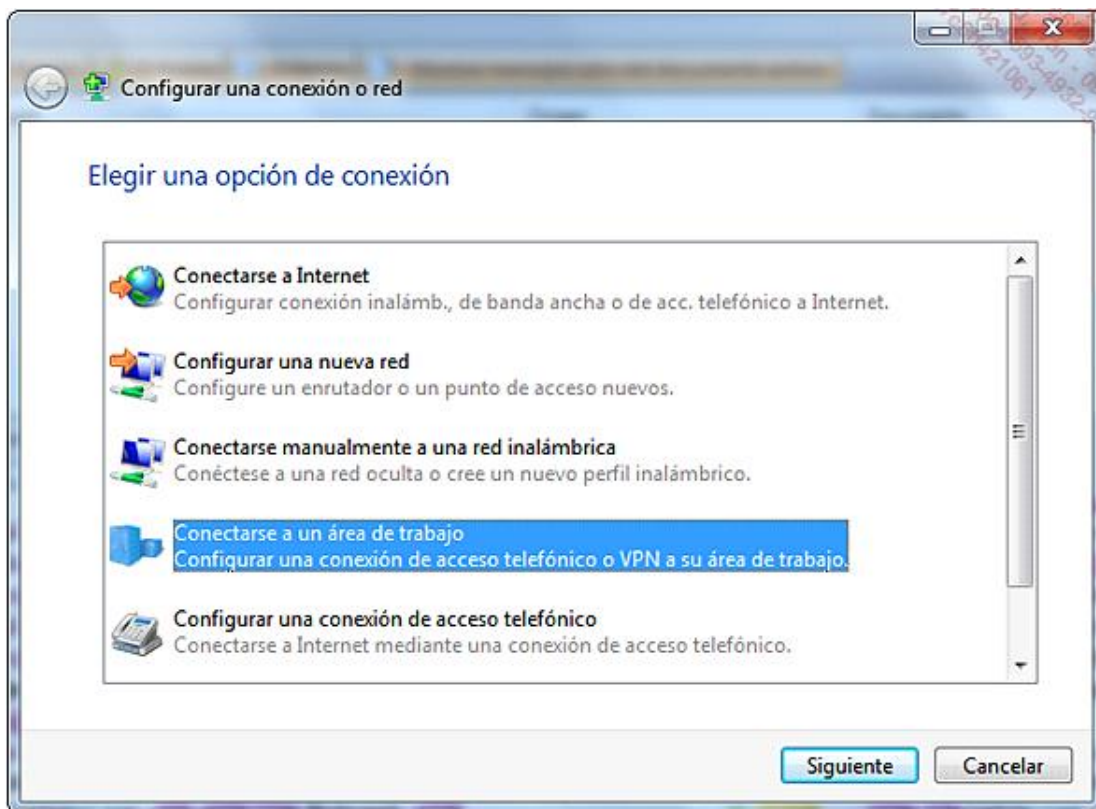 Configurar una conexión o red
Elegir una opción de conexión
Conectarse a Internet
Configurar conexión inalámb., de banda ancha o de acc. telefónico a Internet.
Configurar una nueva red
Configure un enrutador o un punto de acceso nuevos.
Conectarse manualmente a una red inalámbrica
Conéctese a una red oculta o cree un nuevo perfil inalámbrico.
Conectarse a un área de trabajo
Configurar una conexión de acceso telefónico o VPN a su área de trabajo.
Configurar una conexión de acceso telefónico
Conectarse a Internet mediante una conexión de acceso telefónico.
Siguiente
Cancelar